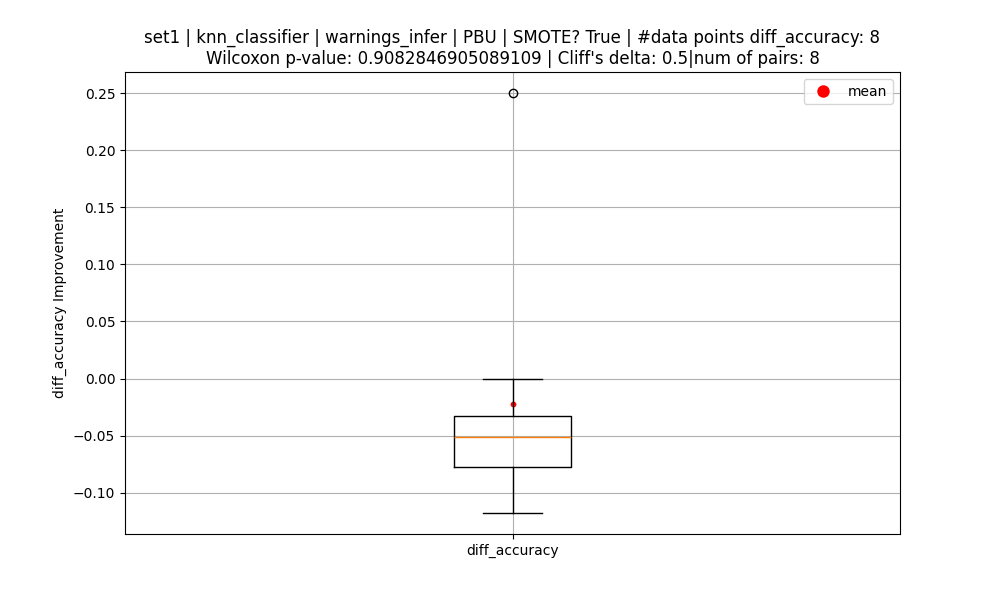 set1 | knn_classifier | warnings_infer | PBU | SMOTE? True | #data points diff_accuracy: 8
Wilcoxon p-value: 0.9082846905089109 | Cliff's delta: 0.5|num of pairs: 8
mean
0.25
0.20
0.15
0.10
0.05
0.00
−0.05
−0.10
diff_accuracy Improvement
diff_accuracy